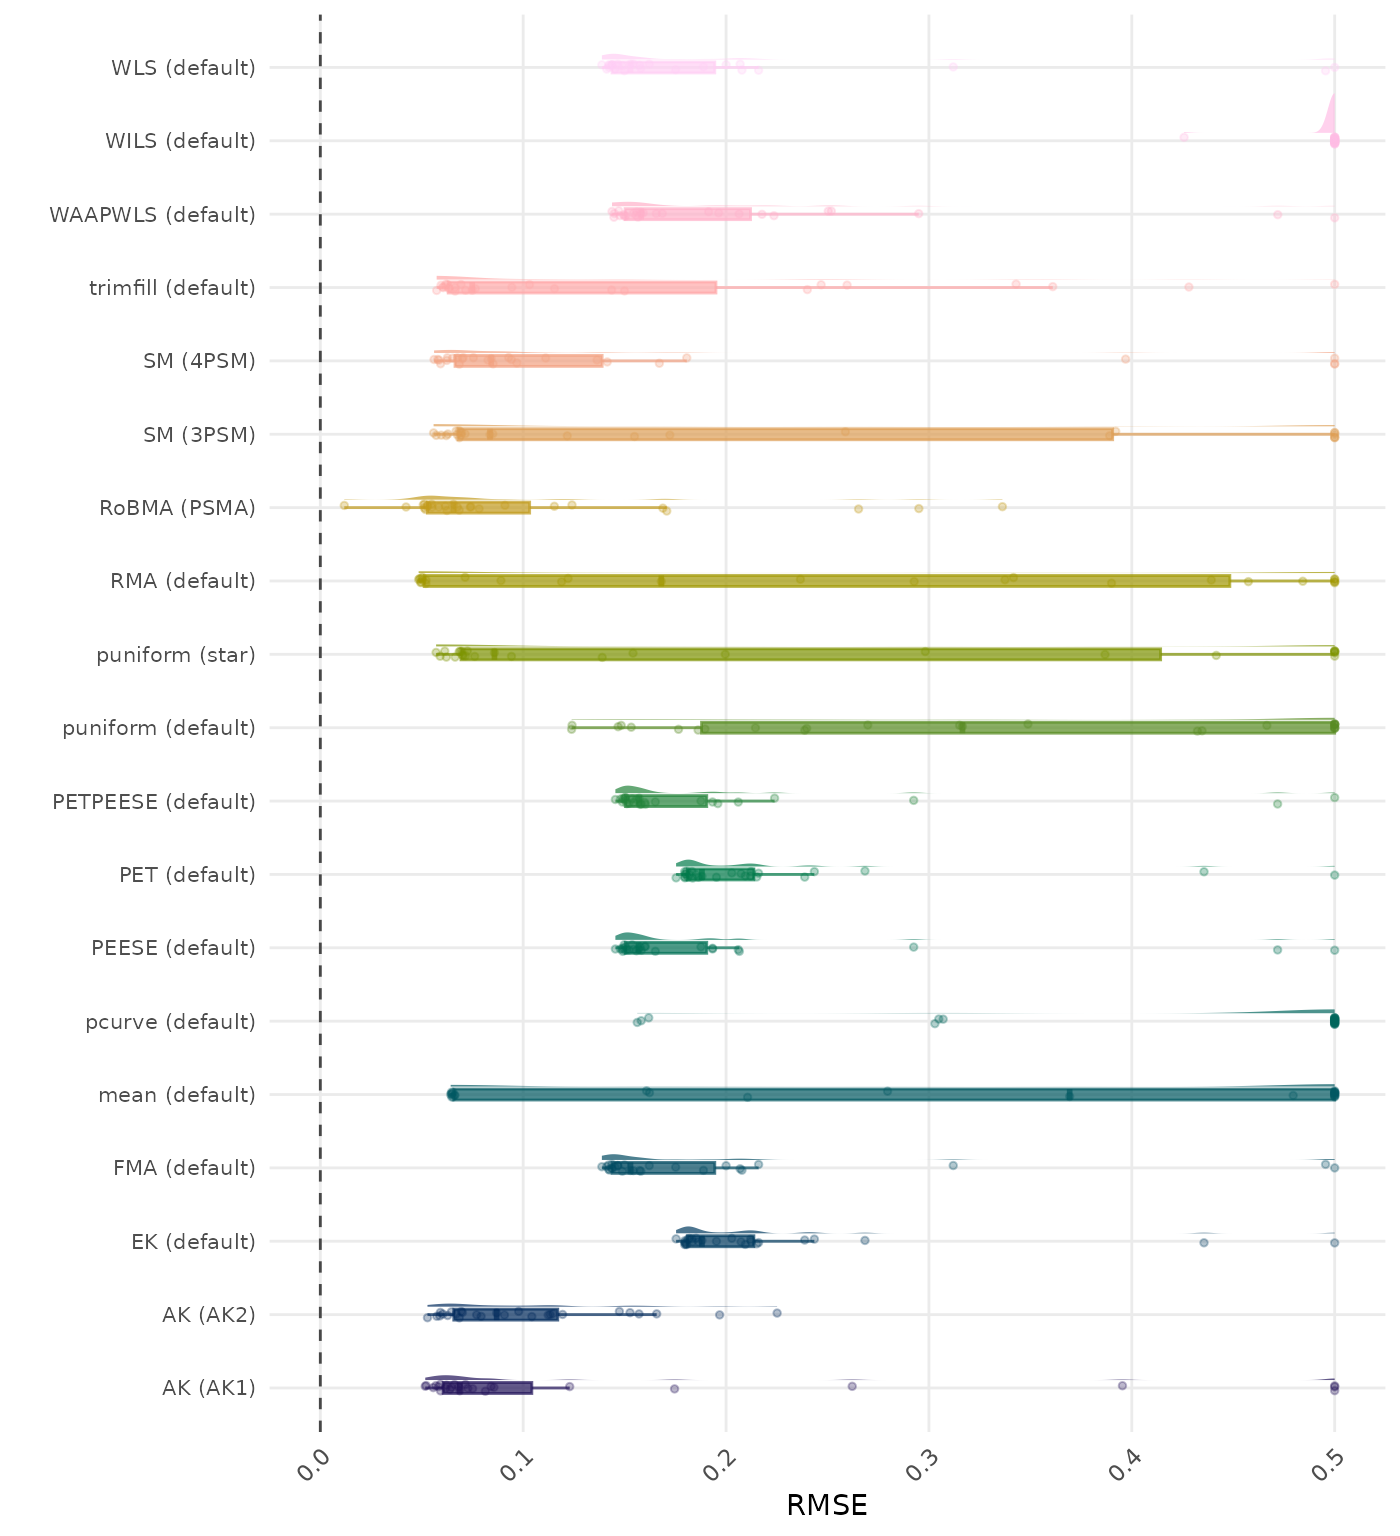 WLS (default)
WILS (default)
WAAPWLS (default)
trimfill (default)
SM (4PSM)
SM (3PSM)
RoBMA (PSMA)
RMA (default)
puniform (star)
puniform (default)
PETPEESE (default)
PET (default)
PEESE (default)
pcurve (default)
mean (default)
FMA (default)
EK (default)
AK (AK2)
AK (AK1)
0.0 0.1 0.2 0.3 0.4 0.5
RMSE